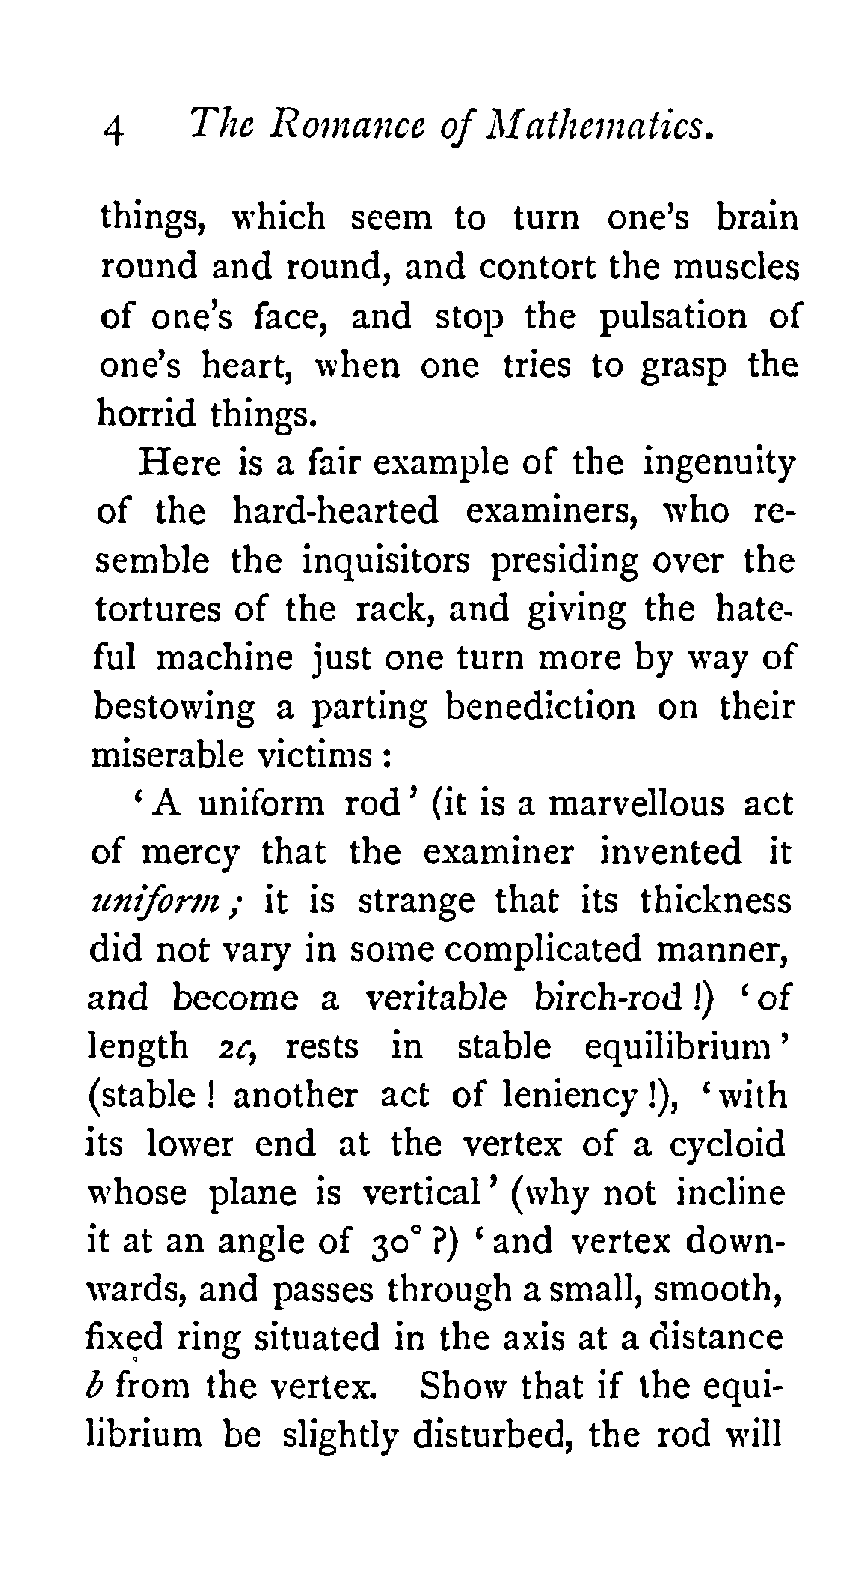 4 The Romance of Mathematics.
things, which seem to turn one's brain
round and round, and contort the muscles
of one's face, and stop the pulsation of
one's heart, when one tries to grasp the
horrid things.
Here is a fair example of the ingenuity
of the hard-hearted examiners, who re-
semble the inquisitors presiding over the
tortures of the rack, and giving the hate-
ful machine just one turn more by way of
bestowing a parting benediction on their
miserable victims :
‘ A uniform rod ’ (it is a marvellous act
of mercy that the examiner invented it
uniform ; it is strange that its thickness
did not vary in some complicated manner,
and become a veritable birch-rod !) ‘ of
length 2c, rests in stable equilibrium ’
(stable ! another act of leniency !), ‘ with
its lower end at the vertex of a cycloid
whose plane is vertical ’ (why not incline
it at an angle of 30° ?) ‘ and vertex down-
wards, and passes through a small, smooth,
fixed ring situated in the axis at a distance
b from the vertex. Show that if the equi-
librium be slightly disturbed, the rod will